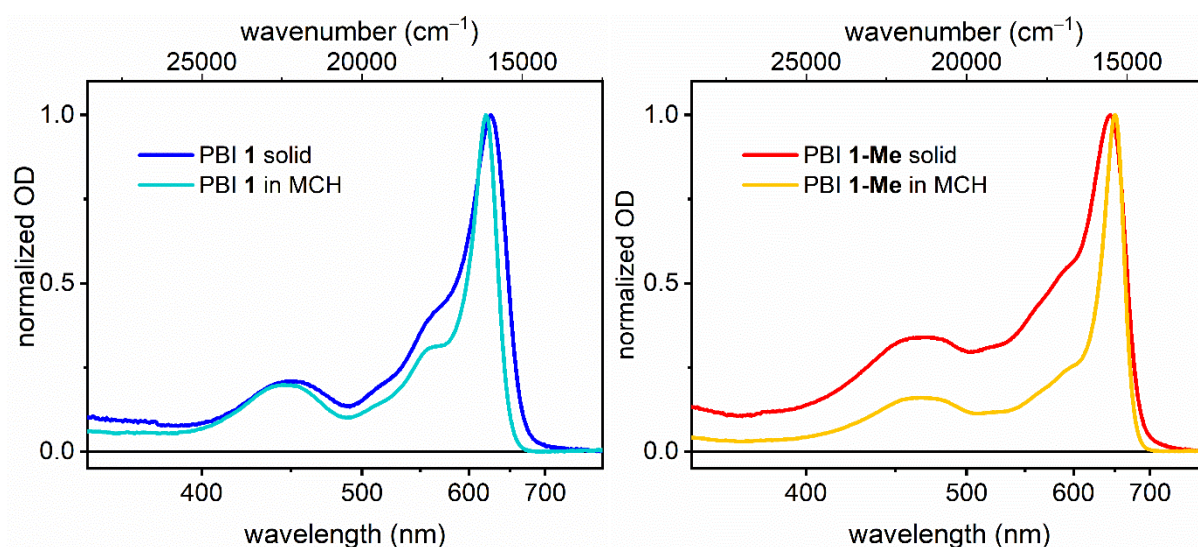 wavenumber (cm⁻¹)
25000 20000 15000
1.0
0.5
0.0
normalized OD
PBI 1 solid
PBI 1 in MCH
400 500 600 700
wavelength (nm)
wavenumber (cm⁻¹)
25000 20000 15000
1.0
0.5
0.0
normalized OD
PBI 1-Me solid
PBI 1-Me in MCH
400 500 600 700
wavelength (nm)